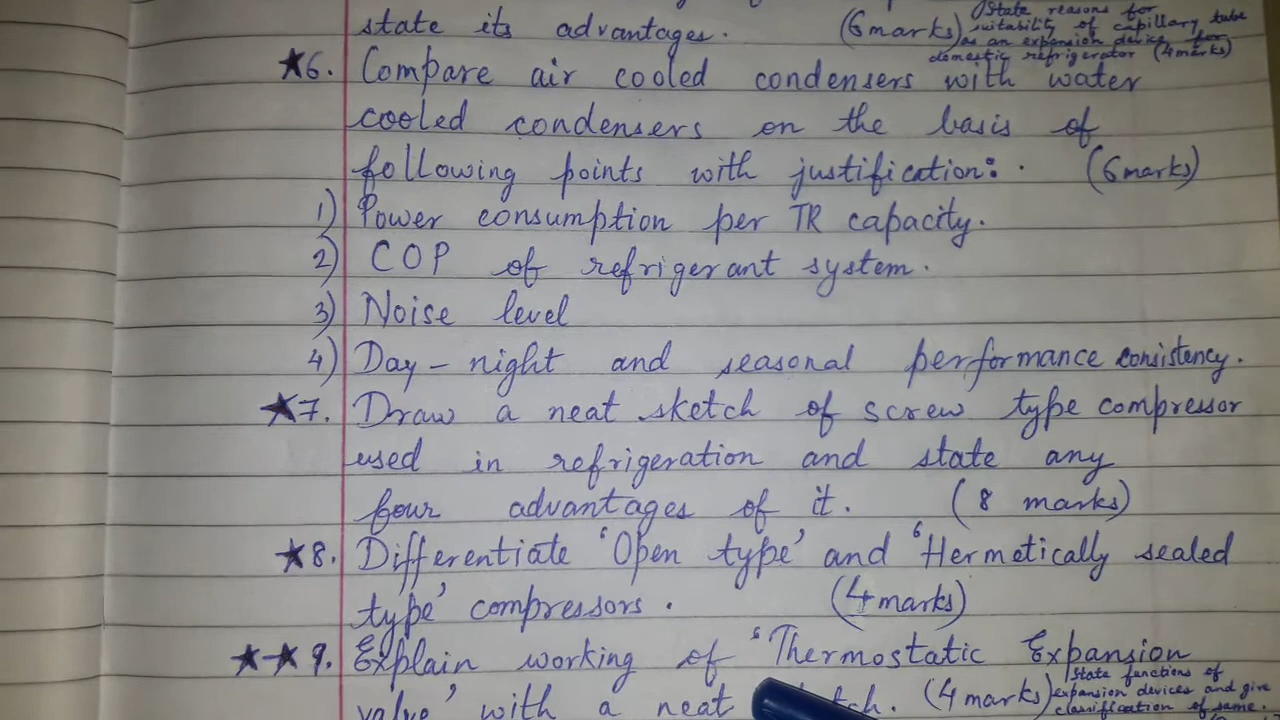 state its advantages. (6 marks) State reasons for
suitability of capillary tube
as an expansion device for
domestic refrigerator (4 marks)
★6. Compare air cooled condensers with water
cooled condensers on the basis of
following points with justification: (6 marks)
1) Power consumption per TR capacity.
2) COP of refrigerant system.
3) Noise level
4) Day-night and seasonal performance consistency.
★7. Draw a neat sketch of screw type compressor
used in refrigeration and state any
four advantages of it. (8 marks)
★8. Differentiate 'Open type' and 'Hermetically sealed
type' compressors. (4 marks)
★★9. Explain working of 'Thermostatic Expansion
valve' with a neat (4 marks) State functions of
expansion devices and give
classification of same.